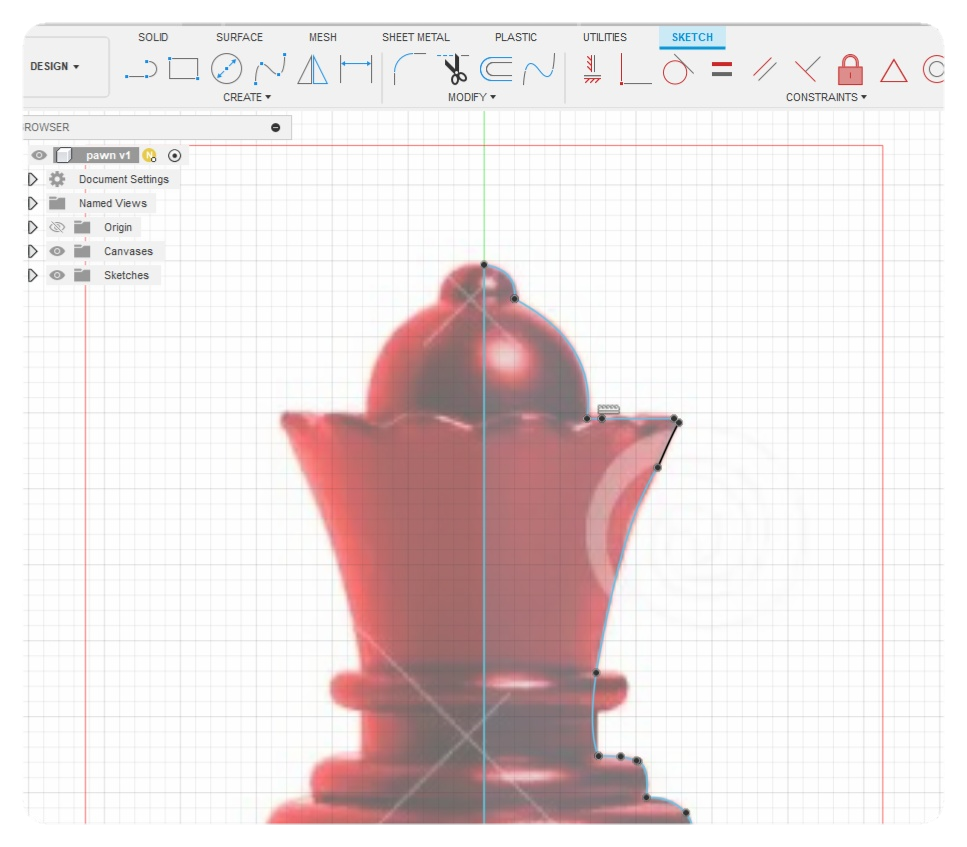 SOLID SURFACE MESH SHEET METAL PLASTIC UTILITIES SKETCH
DESIGN
CREATE MODIFY CONSTRAINTS
ROWSER
pawn v1
Document Settings
Named Views
Origin
Canvases
Sketches